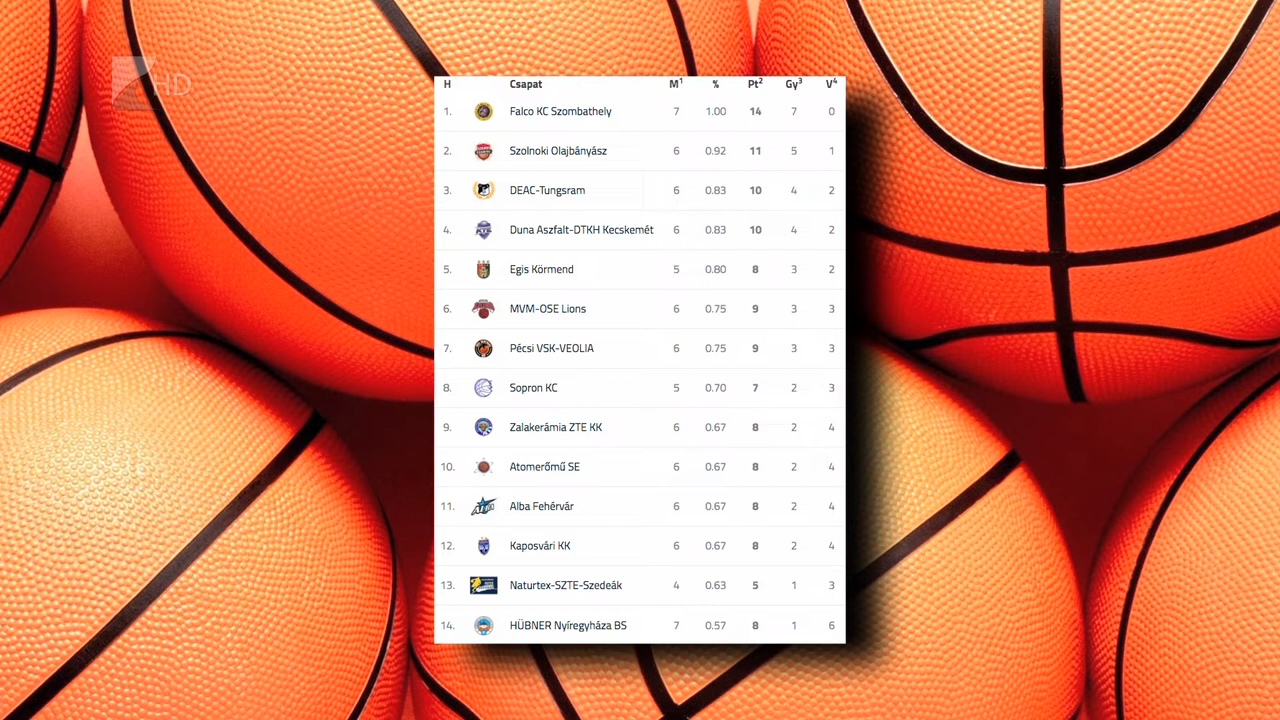 HD
H Csapat M¹ % Pt² Gy³ V⁴
1. Falco KC Szombathely 7 1.00 14 7 0
2. Szolnoki Olajbányász 6 0.92 11 5 1
3. DEAC-Tungsram 6 0.83 10 4 2
4. Duna Aszfalt-DTKH Kecskemét 6 0.83 10 4 2
5. Egis Körmend 5 0.80 8 3 2
6. MVM-OSE Lions 6 0.75 9 3 3
7. Pécsi VSK-VEOLIA 6 0.75 9 3 3
8. Sopron KC 5 0.70 7 2 3
9. Zalakerámia ZTE KK 6 0.67 8 2 4
10. Atomerőmű SE 6 0.67 8 2 4
11. Alba Fehérvár 6 0.67 8 2 4
12. Kaposvári KK 6 0.67 8 2 4
13. Naturtex-SZTE-Szedeák 4 0.63 5 1 3
14. HÜBNER Nyíregyháza BS 7 0.57 8 1 6